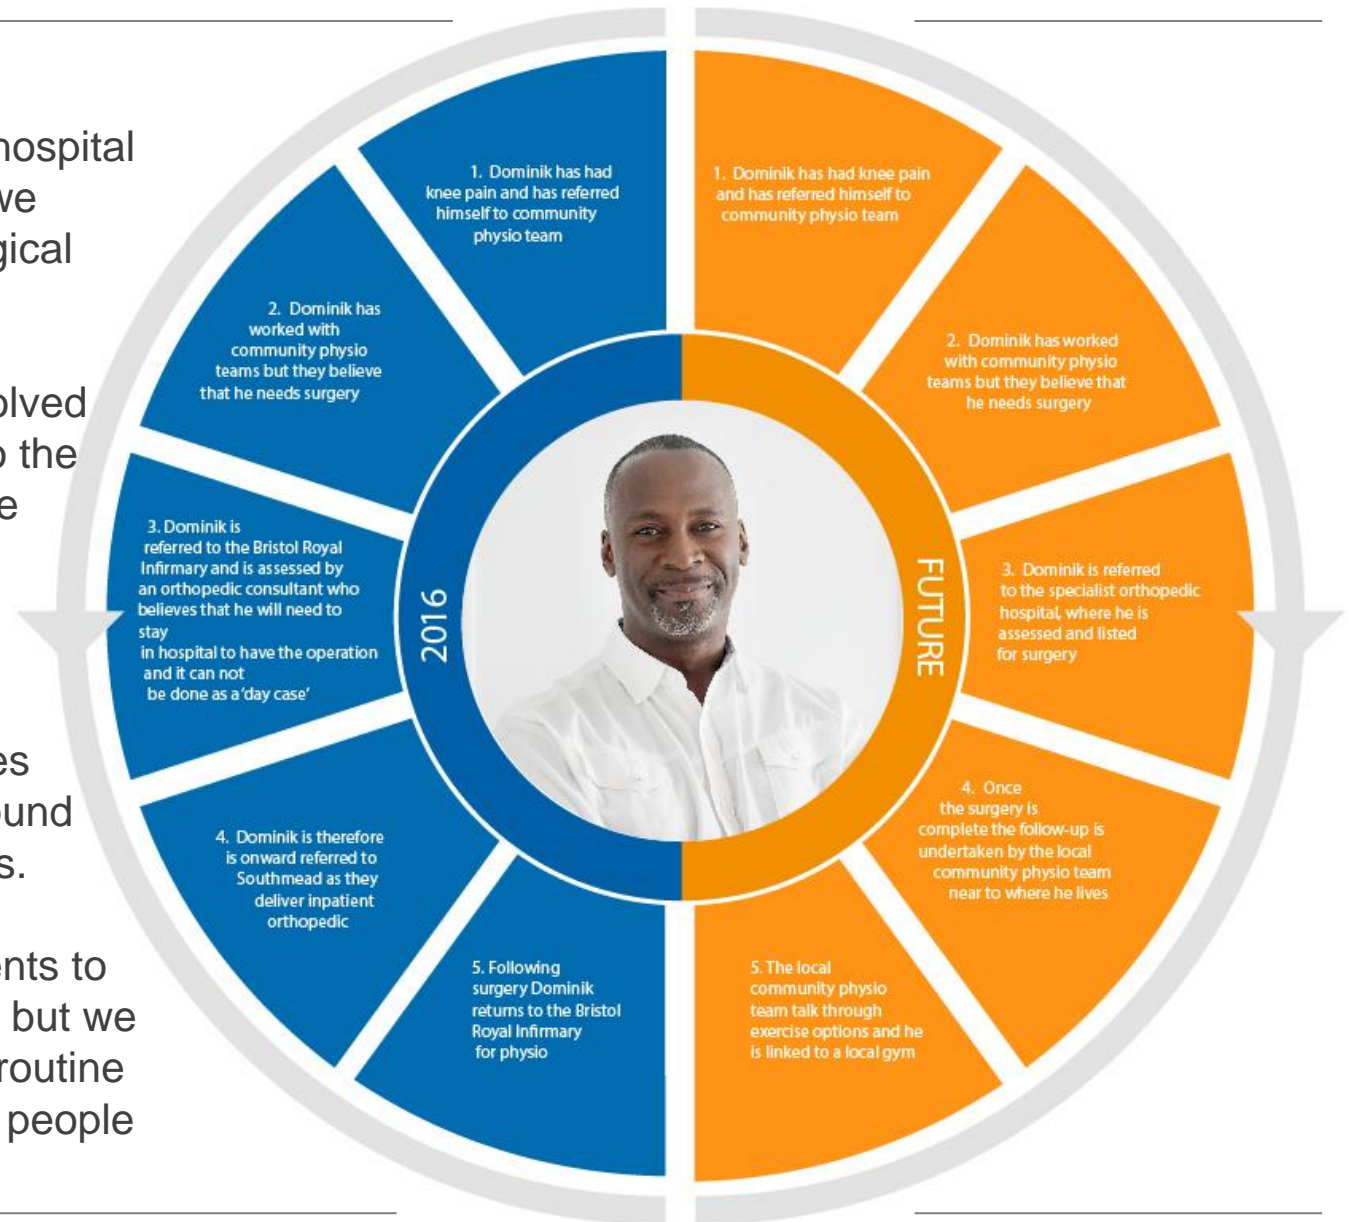 hospital
we
gical
olved
o the
e
es
ound
s.
ents to
but we
routine
people
1. Dominik has had
knee pain and has referred
himself to community
physio team
2. Dominik has
worked with
community physio
teams but they believe
that he needs surgery
3. Dominik is
referred to the Bristol Royal
Infirmary and is assessed by
an orthopedic consultant who
believes that he will need to
stay
in hospital to have the operation
and it can not
be done as a 'day case'
4. Dominik is therefore
is onward referred to
Southmead as they
deliver inpatient
orthopedic
5. Following
surgery Dominik
returns to the Bristol
Royal Infirmary
for physio
2016
FUTURE
1. Dominik has had knee pain
and has referred himself to
community physio team
2. Dominik has worked
with community physio
teams but they believe that
he needs surgery
3. Dominik is referred
to the specialist orthopedic
hospital, where he is
assessed and listed
for surgery
4. Once
the surgery is
complete the follow-up is
undertaken by the local
community physio team
near to where he lives
5. The local
community physio
team talk through
exercise options and he
is linked to a local gym